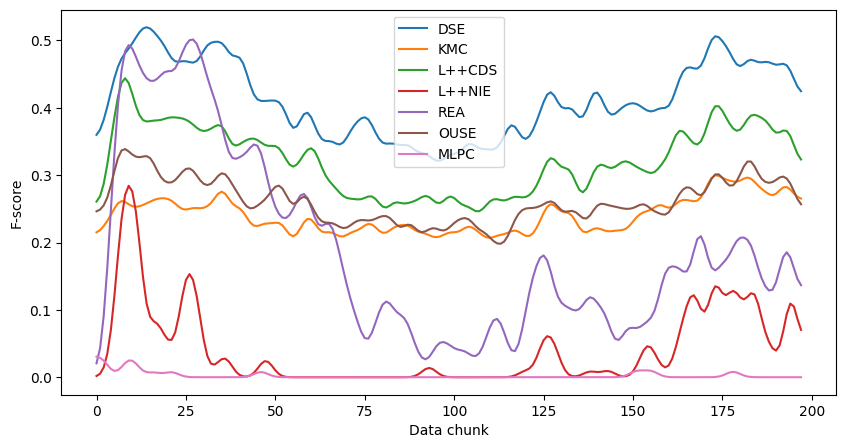 F-score
0.5
0.4
0.3
0.2
0.1
0.0
DSE
KMC
L++CDS
L++NIE
REA
OUSE
MLPC
0 25 50 75 100 125 150 175 200
Data chunk